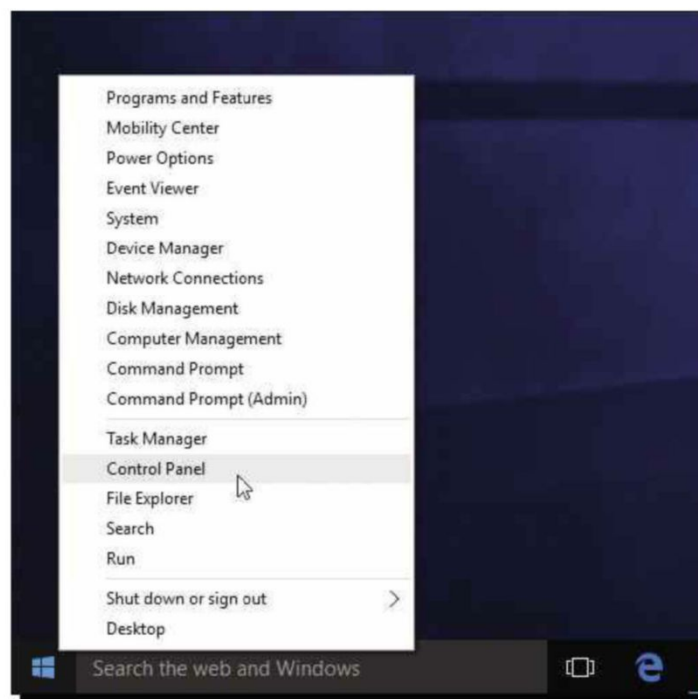 Programs and Features
Mobility Center
Power Options
Event Viewer
System
Device Manager
Network Connections
Disk Management
Computer Management
Command Prompt
Command Prompt (Admin)
Task Manager
Control Panel
File Explorer
Search
Run
Shut down or sign out
Desktop
Search the web and Windows